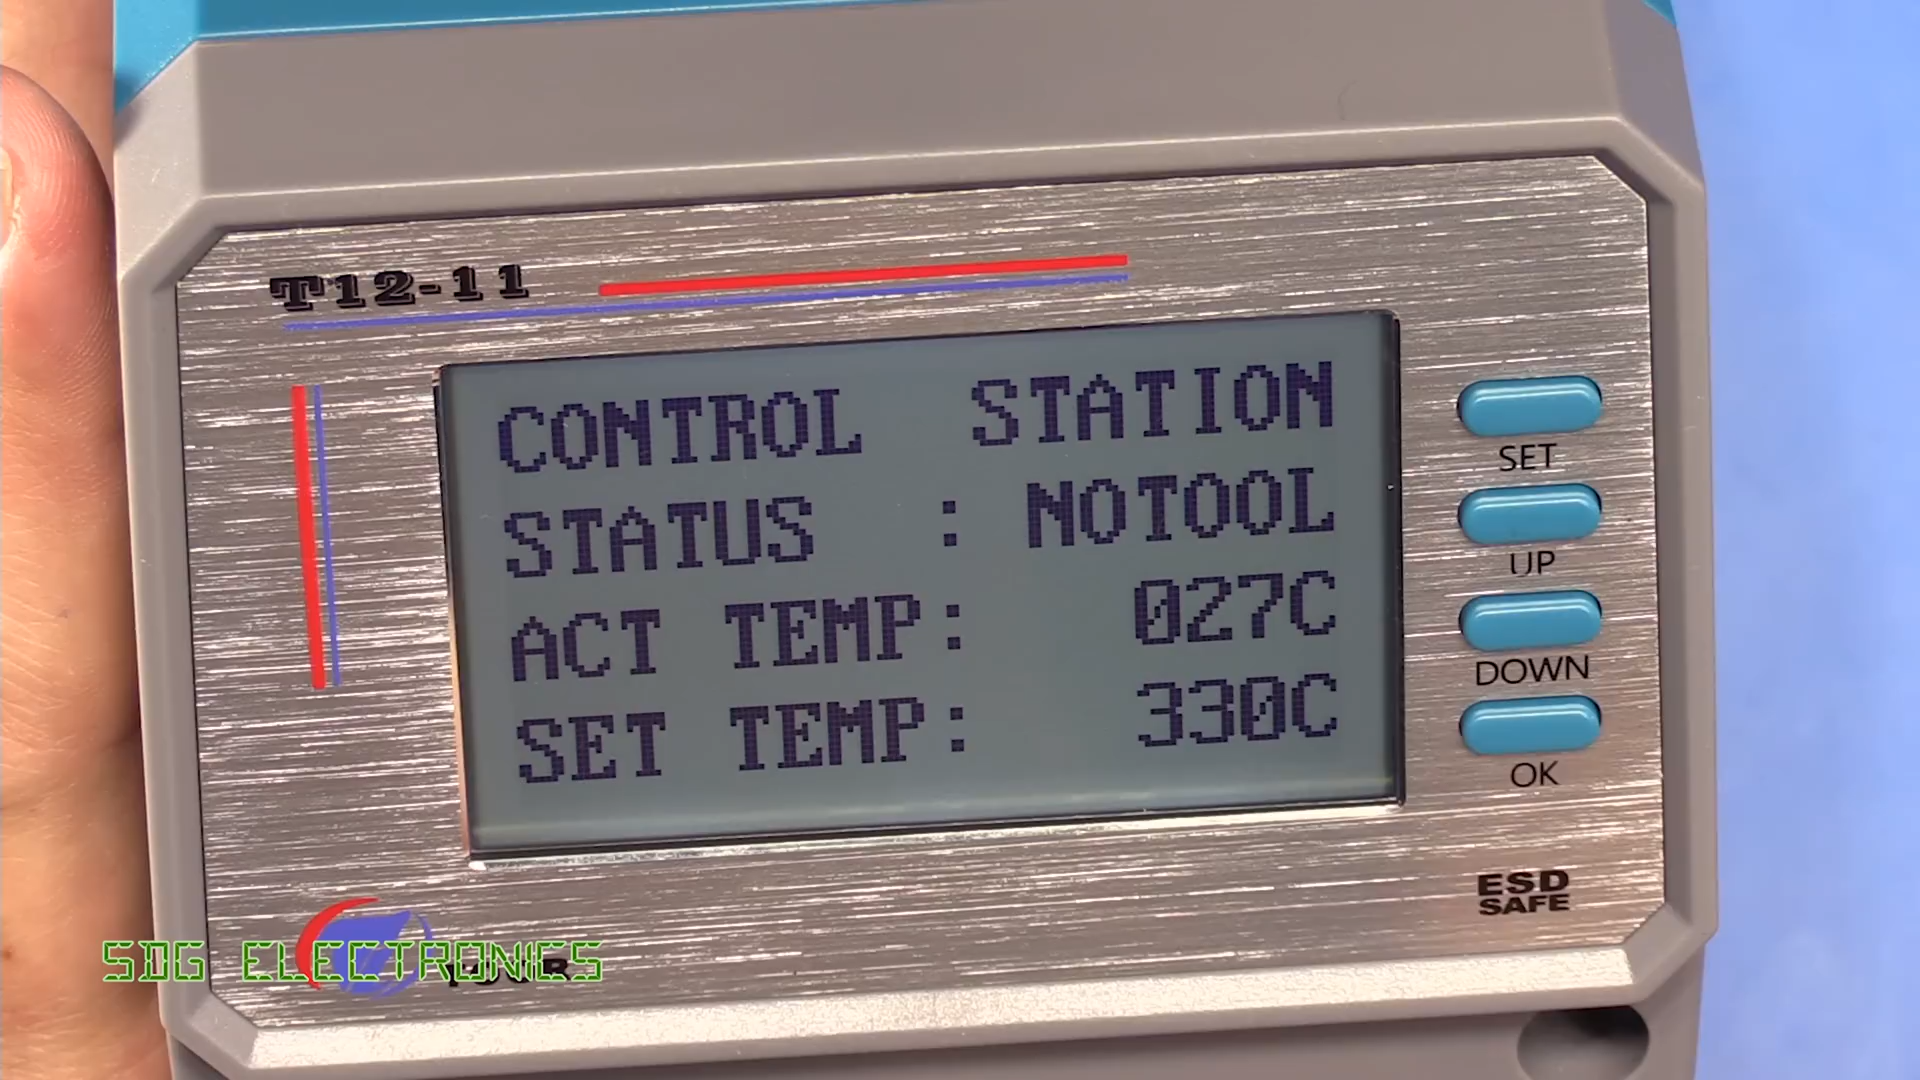 T12-11
CONTROL STATION
STATUS : NOTOOL
ACT TEMP: 027C
SET TEMP: 330C
SET
UP
DOWN
OK
ESD
SAFE
SDG ELECTRONICS